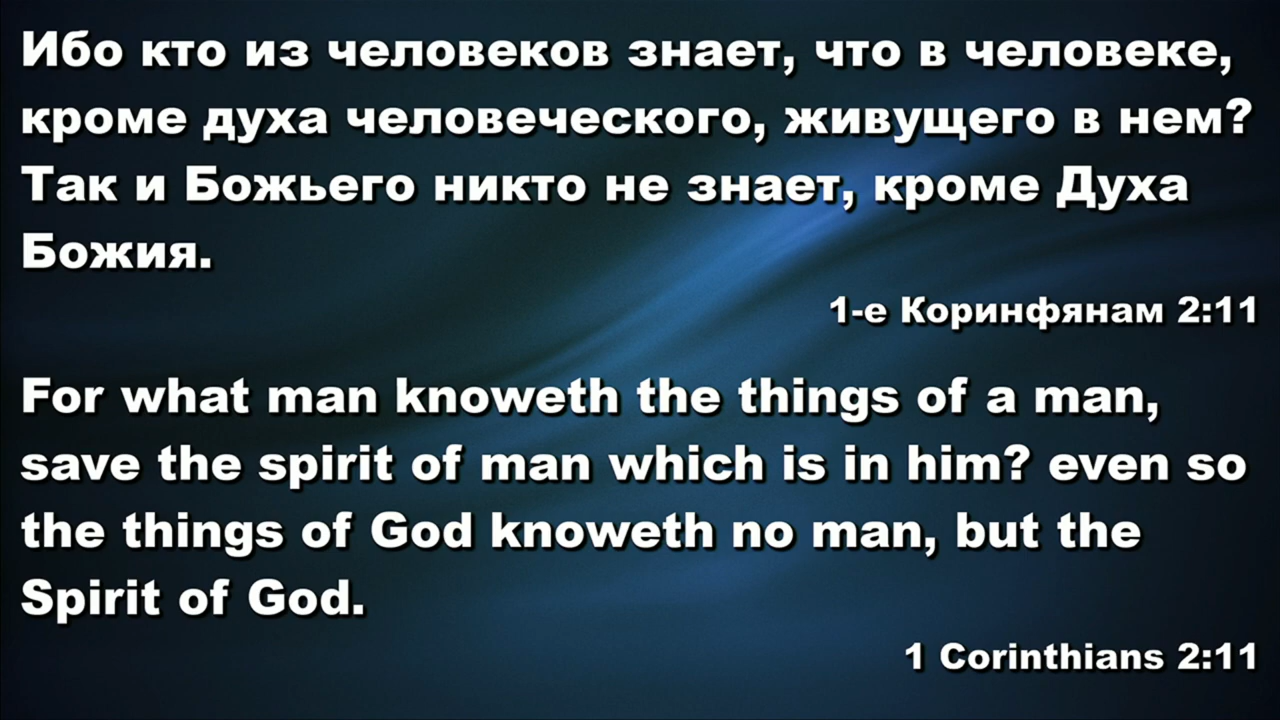 Ибо кто из человеков знает, что в человеке,
кроме духа человеческого, живущего в нем?
Так и Божьего никто не знает, кроме Духа
Божия.
1-е Коринфянам 2:11
For what man knoweth the things of a man,
save the spirit of man which is in him? even so
the things of God knoweth no man, but the
Spirit of God.
1 Corinthians 2:11